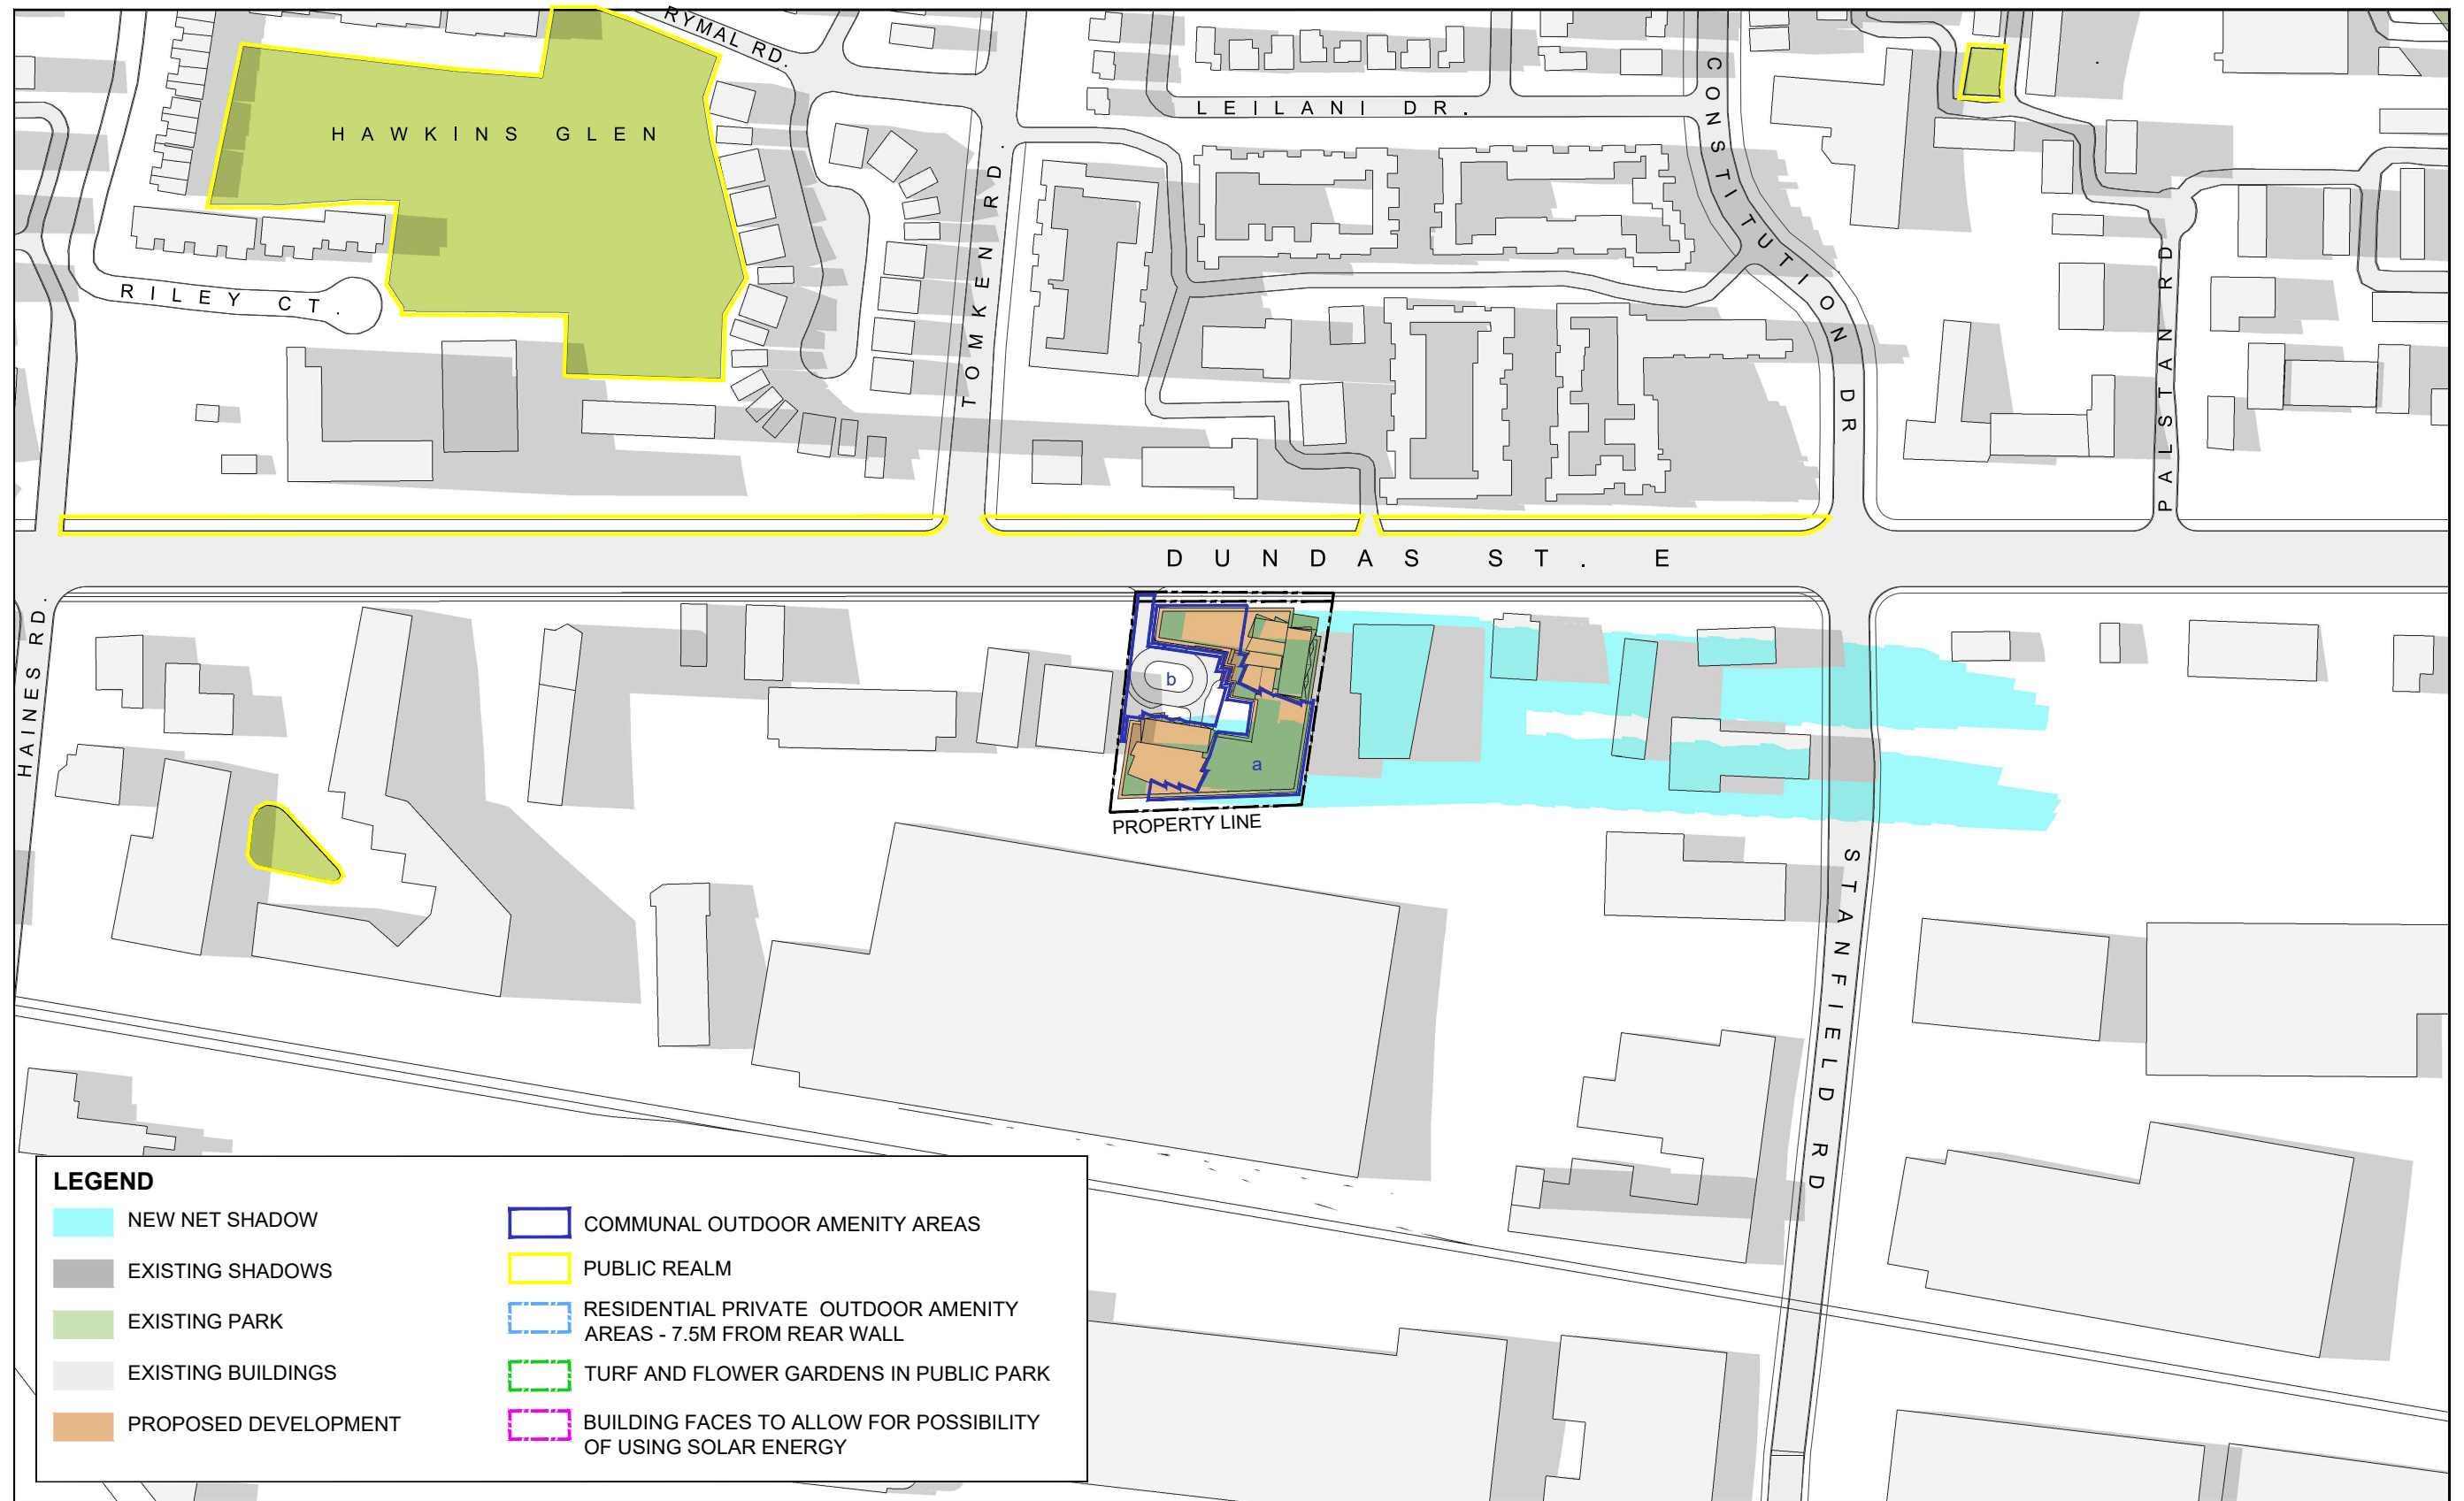 RYMAL RD.
HAWKINS GLEN
LEILANI DR.
CONSTITUTION DR
RILEY CT.
TOMKEN RD.
PALSTAN RD
DUNDAS ST. E
HAINES RD.
b
a
PROPERTY LINE
STANFIELD RD
LEGEND
NEW NET SHADOW
EXISTING SHADOWS
EXISTING PARK
EXISTING BUILDINGS
PROPOSED DEVELOPMENT
COMMUNAL OUTDOOR AMENITY AREAS
PUBLIC REALM
RESIDENTIAL PRIVATE OUTDOOR AMENITY
AREAS - 7.5M FROM REAR WALL
TURF AND FLOWER GARDENS IN PUBLIC PARK
BUILDING FACES TO ALLOW FOR POSSIBILITY
OF USING SOLAR ENERGY